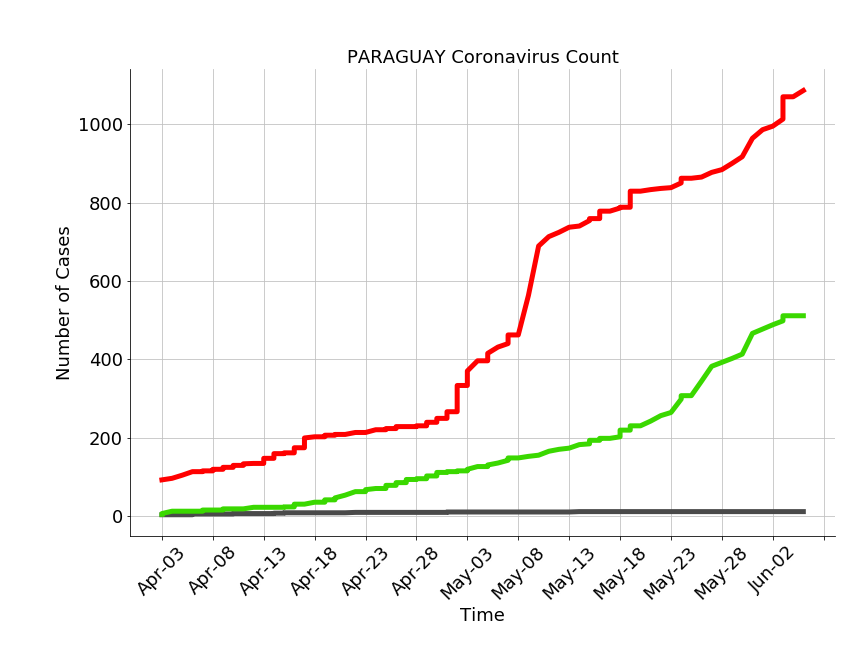 PARAGUAY Coronavirus Count
Number of Cases
1000
800
600
400
200
0
Apr-03
Apr-08
Apr-13
Apr-18
Apr-23
Apr-28
May-03
May-08
May-13
May-18
May-23
May-28
Jun-02
Time